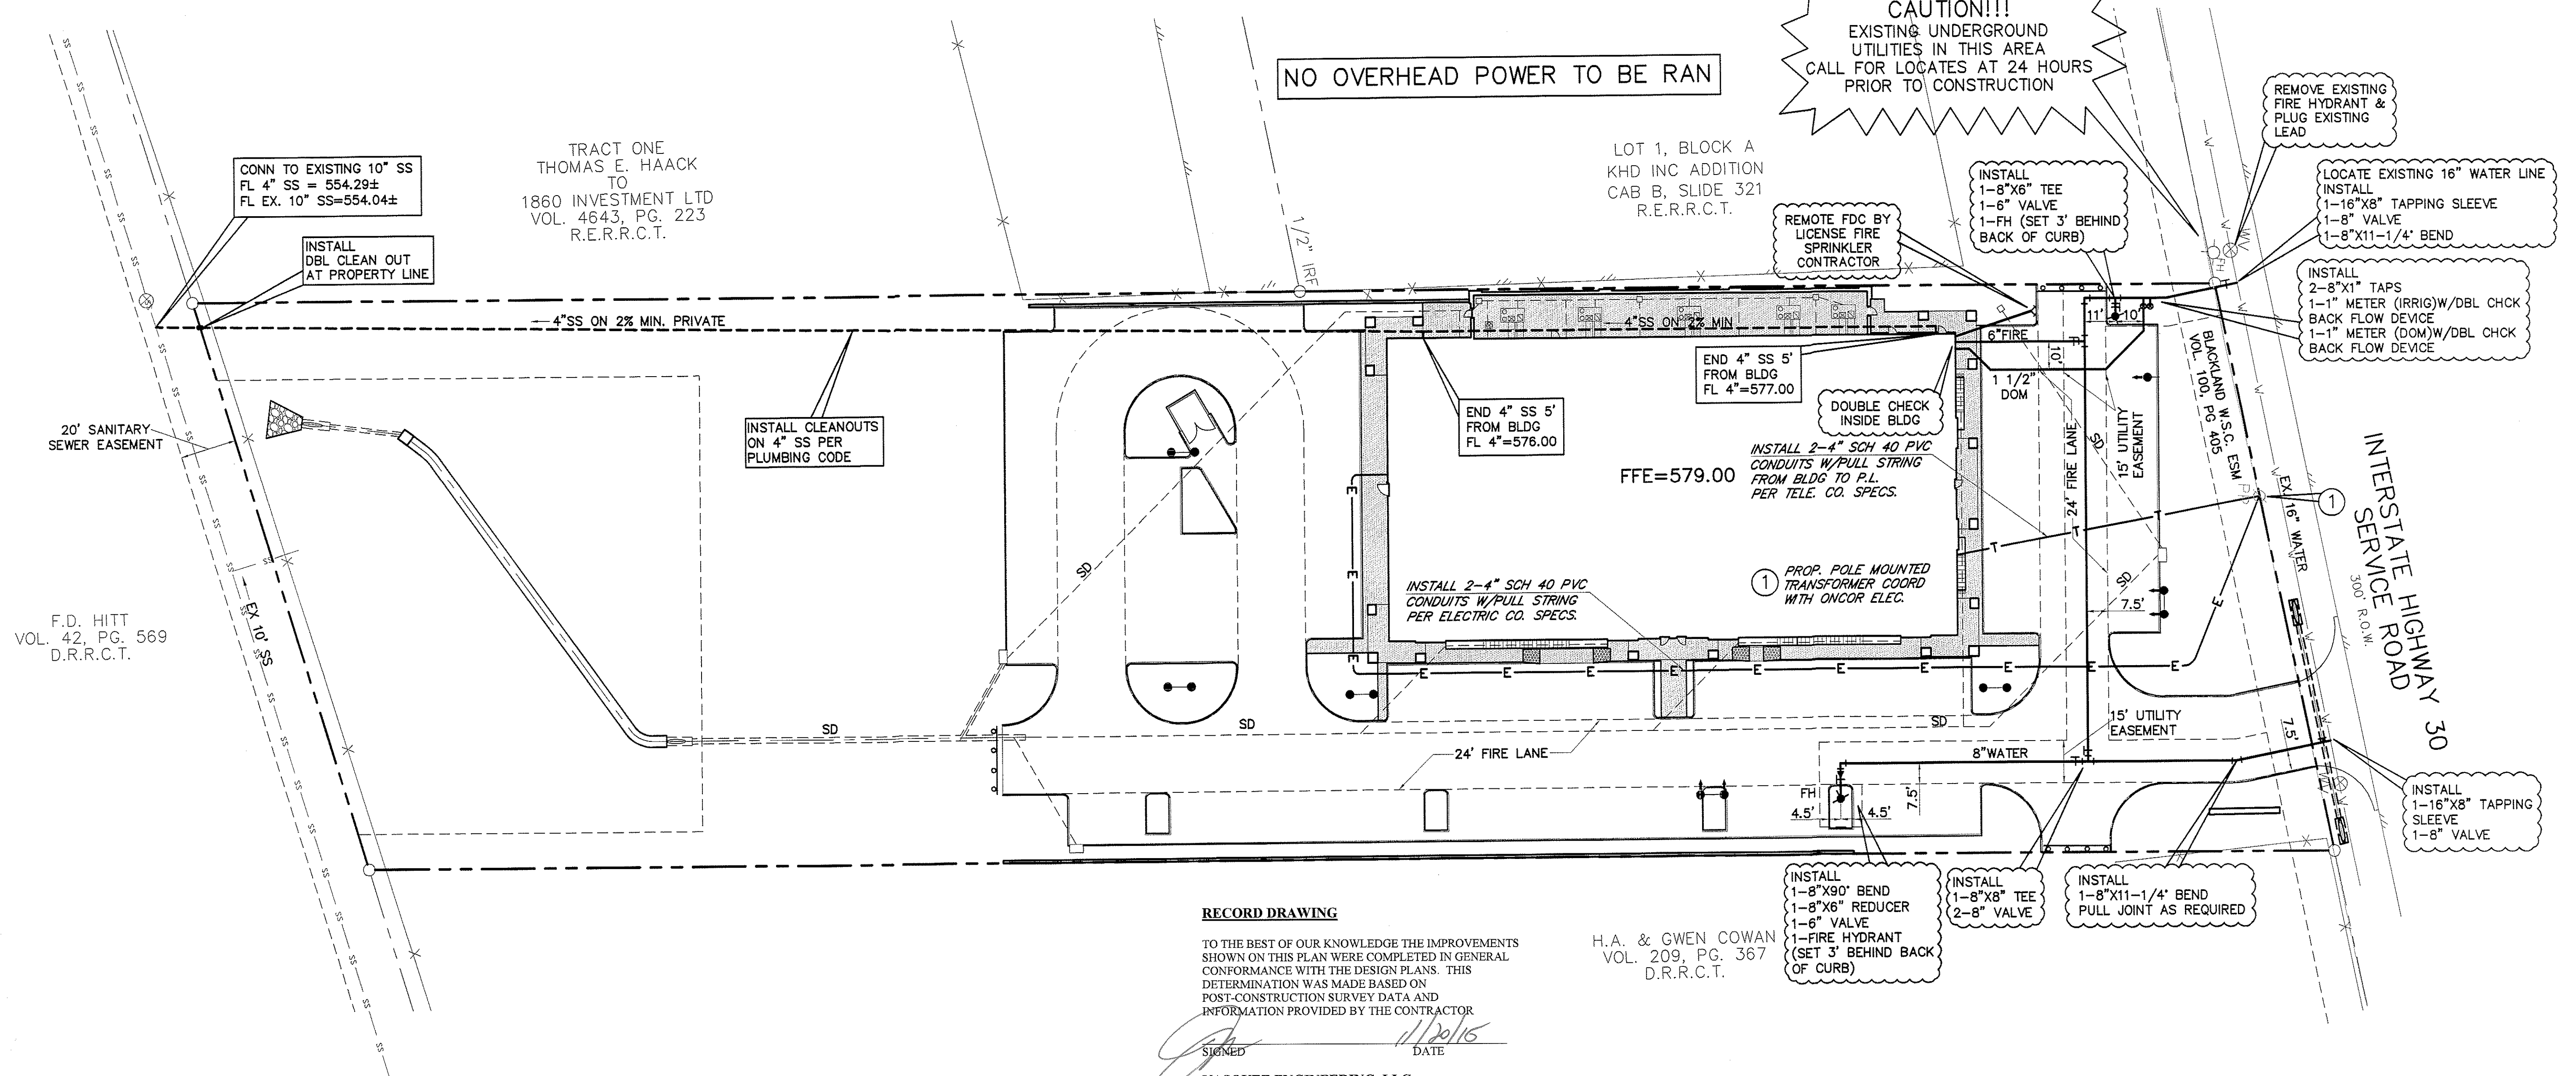 CAUTION!!!
EXISTING UNDERGROUND
UTILITIES IN THIS AREA
CALL FOR LOCATES AT 24 HOURS
PRIOR TO CONSTRUCTION
NO OVERHEAD POWER TO BE RAN
REMOVE EXISTING
FIRE HYDRANT &
PLUG EXISTING
LEAD
TRACT ONE
THOMAS E. HAACK
TO
1860 INVESTMENT LTD
VOL. 4643, PG. 223
R.E.R.R.C.T.
LOT 1, BLOCK A
KHD INC ADDITION
CAB B, SLIDE 321
R.E.R.R.C.T.
CONN TO EXISTING 10" SS
FL 4" SS = 554.29±
FL EX. 10" SS=554.04±
INSTALL
DBL CLEAN OUT
AT PROPERTY LINE
1/2" IRF
REMOTE FDC BY
LICENSE FIRE
SPRINKLER
CONTRACTOR
INSTALL
1-8"X6" TEE
1-6" VALVE
1-FH (SET 3' BEHIND
BACK OF CURB)
LOCATE EXISTING 16" WATER LINE
INSTALL
1-16"X8" TAPPING SLEEVE
1-8" VALVE
1-8"X11-1/4° BEND
INSTALL
2-8"X1" TAPS
1-1" METER (IRRIG)W/DBL CHCK
BACK FLOW DEVICE
1-1" METER (DOM)W/DBL CHCK
BACK FLOW DEVICE
4"SS ON 2% MIN. PRIVATE
4"SS ON 2% MIN
6"FIRE
11'
10'
10'
FH
1 1/2"
DOM
BLACKLAND W.S.C. ESM
VOL. 100, PG 405
END 4" SS 5'
FROM BLDG
FL 4"=577.00
END 4" SS 5'
FROM BLDG
FL 4"=576.00
DOUBLE CHECK
INSIDE BLDG
INSTALL CLEANOUTS
ON 4" SS PER
PLUMBING CODE
20' SANITARY
SEWER EASEMENT
FFE=579.00
INSTALL 2-4" SCH 40 PVC
CONDUITS W/PULL STRING
FROM BLDG TO P.L.
PER TELE. CO. SPECS.
24' FIRE LANE
SD
15' UTILITY
EASEMENT
PP
EX. 16" WATER
1
INTERSTATE HIGHWAY 30
SERVICE ROAD
300' R.O.W.
T
T
T
E
E
SD
INSTALL 2-4" SCH 40 PVC
CONDUITS W/PULL STRING
PER ELECTRIC CO. SPECS.
1
PROP. POLE MOUNTED
TRANSFORMER COORD
WITH ONCOR ELEC.
SD
7.5'
E
E
F.D. HITT
VOL. 42, PG. 569
D.R.R.C.T.
EX 10" SS
E
E
E
E
E
E
E
E
E
E
SD
SD
SD
24' FIRE LANE
15' UTILITY
EASEMENT
7.5'
8"WATER
FH
4.5'
4.5'
7.5'
INSTALL
1-16"X8" TAPPING
SLEEVE
1-8" VALVE
INSTALL
1-8"X90° BEND
1-8"X6" REDUCER
1-6" VALVE
1-FIRE HYDRANT
(SET 3' BEHIND BACK
OF CURB)
INSTALL
1-8"X8" TEE
2-8" VALVE
INSTALL
1-8"X11-1/4° BEND
PULL JOINT AS REQUIRED
H.A. & GWEN COWAN
VOL. 209, PG. 367
D.R.R.C.T.
RECORD DRAWING
TO THE BEST OF OUR KNOWLEDGE THE IMPROVEMENTS
SHOWN ON THIS PLAN WERE COMPLETED IN GENERAL
CONFORMANCE WITH THE DESIGN PLANS. THIS
DETERMINATION WAS MADE BASED ON
POST-CONSTRUCTION SURVEY DATA AND
INFORMATION PROVIDED BY THE CONTRACTOR
11/20/15
SIGNED DATE